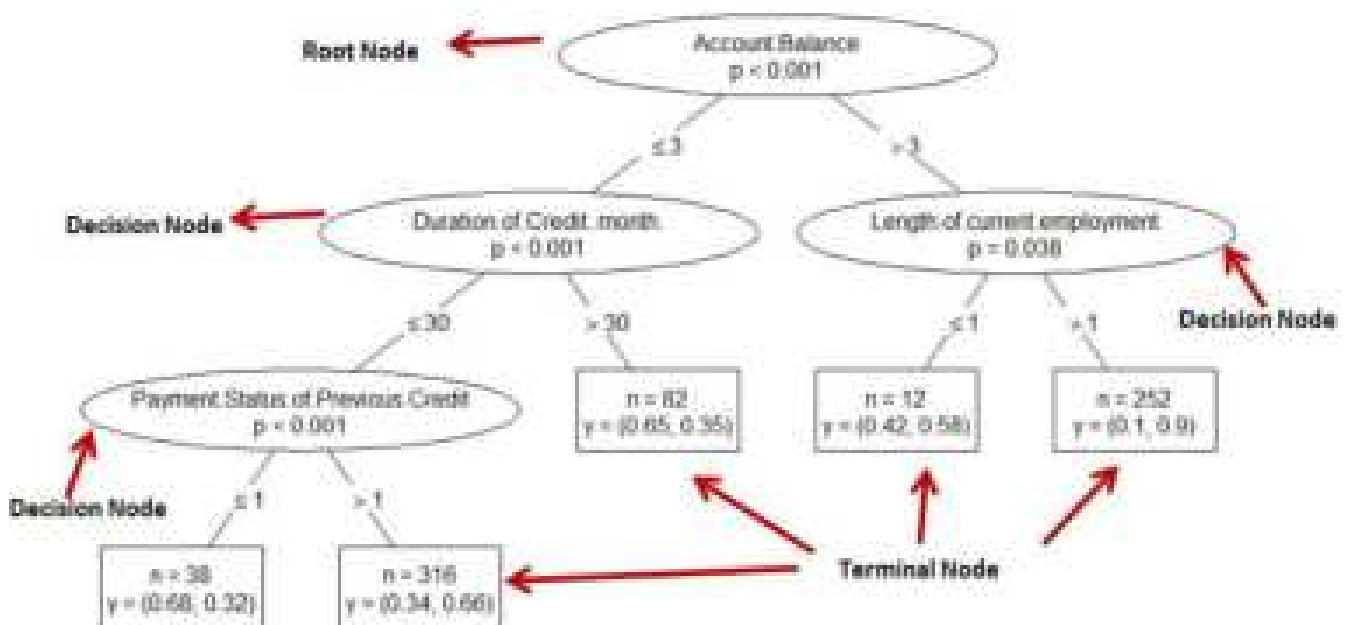 Account Balance
p < 0.001
Root Node
≤ 3
> 3
Decision Node
Duration of Credit. month.
p < 0.001
Length of current employment
p = 0.038
Decision Node
≤ 30
> 30
≤ 1
> 1
Payment Status of Previous Credit
p < 0.001
n = 82
y = (0.65, 0.35)
n = 12
y = (0.42, 0.58)
n = 252
y = (0.1, 0.9)
Decision Node
≤ 1
> 1
Terminal Node
n = 38
y = (0.68, 0.32)
n = 316
y = (0.34, 0.66)